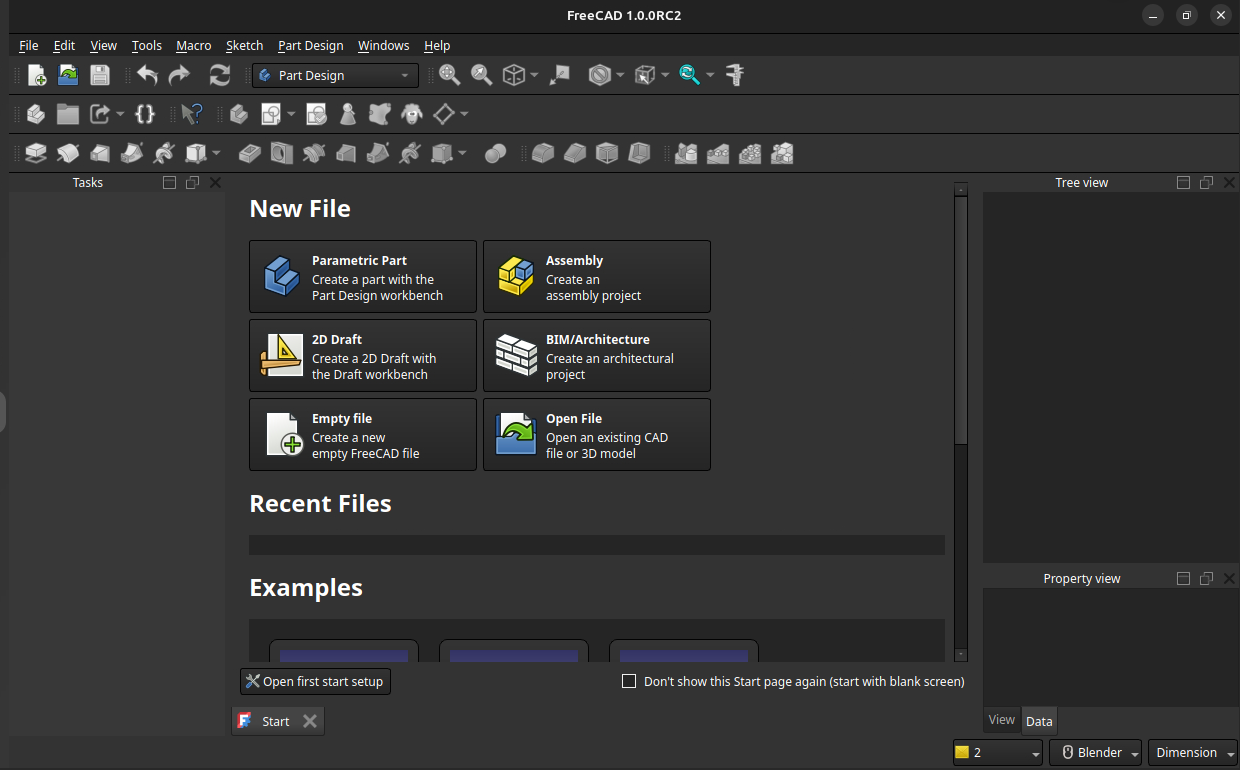 FreeCAD 1.0.0RC2
File Edit View Tools Macro Sketch Part Design Windows Help
Part Design
Tasks
Tree view
New File
Parametric Part
Create a part with the
Part Design workbench
Assembly
Create an
assembly project
2D Draft
Create a 2D Draft with
the Draft workbench
BIM/Architecture
Create an architectural
project
Empty file
Create a new
empty FreeCAD file
Open File
Open an existing CAD
file or 3D model
Recent Files
Examples
Open first start setup
Don't show this Start page again (start with blank screen)
Start
Property view
View Data
2 Blender Dimension